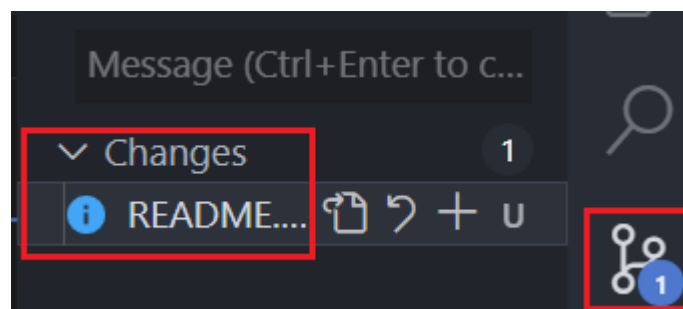 Message (Ctrl+Enter to c...
Changes 1
README.... U
1